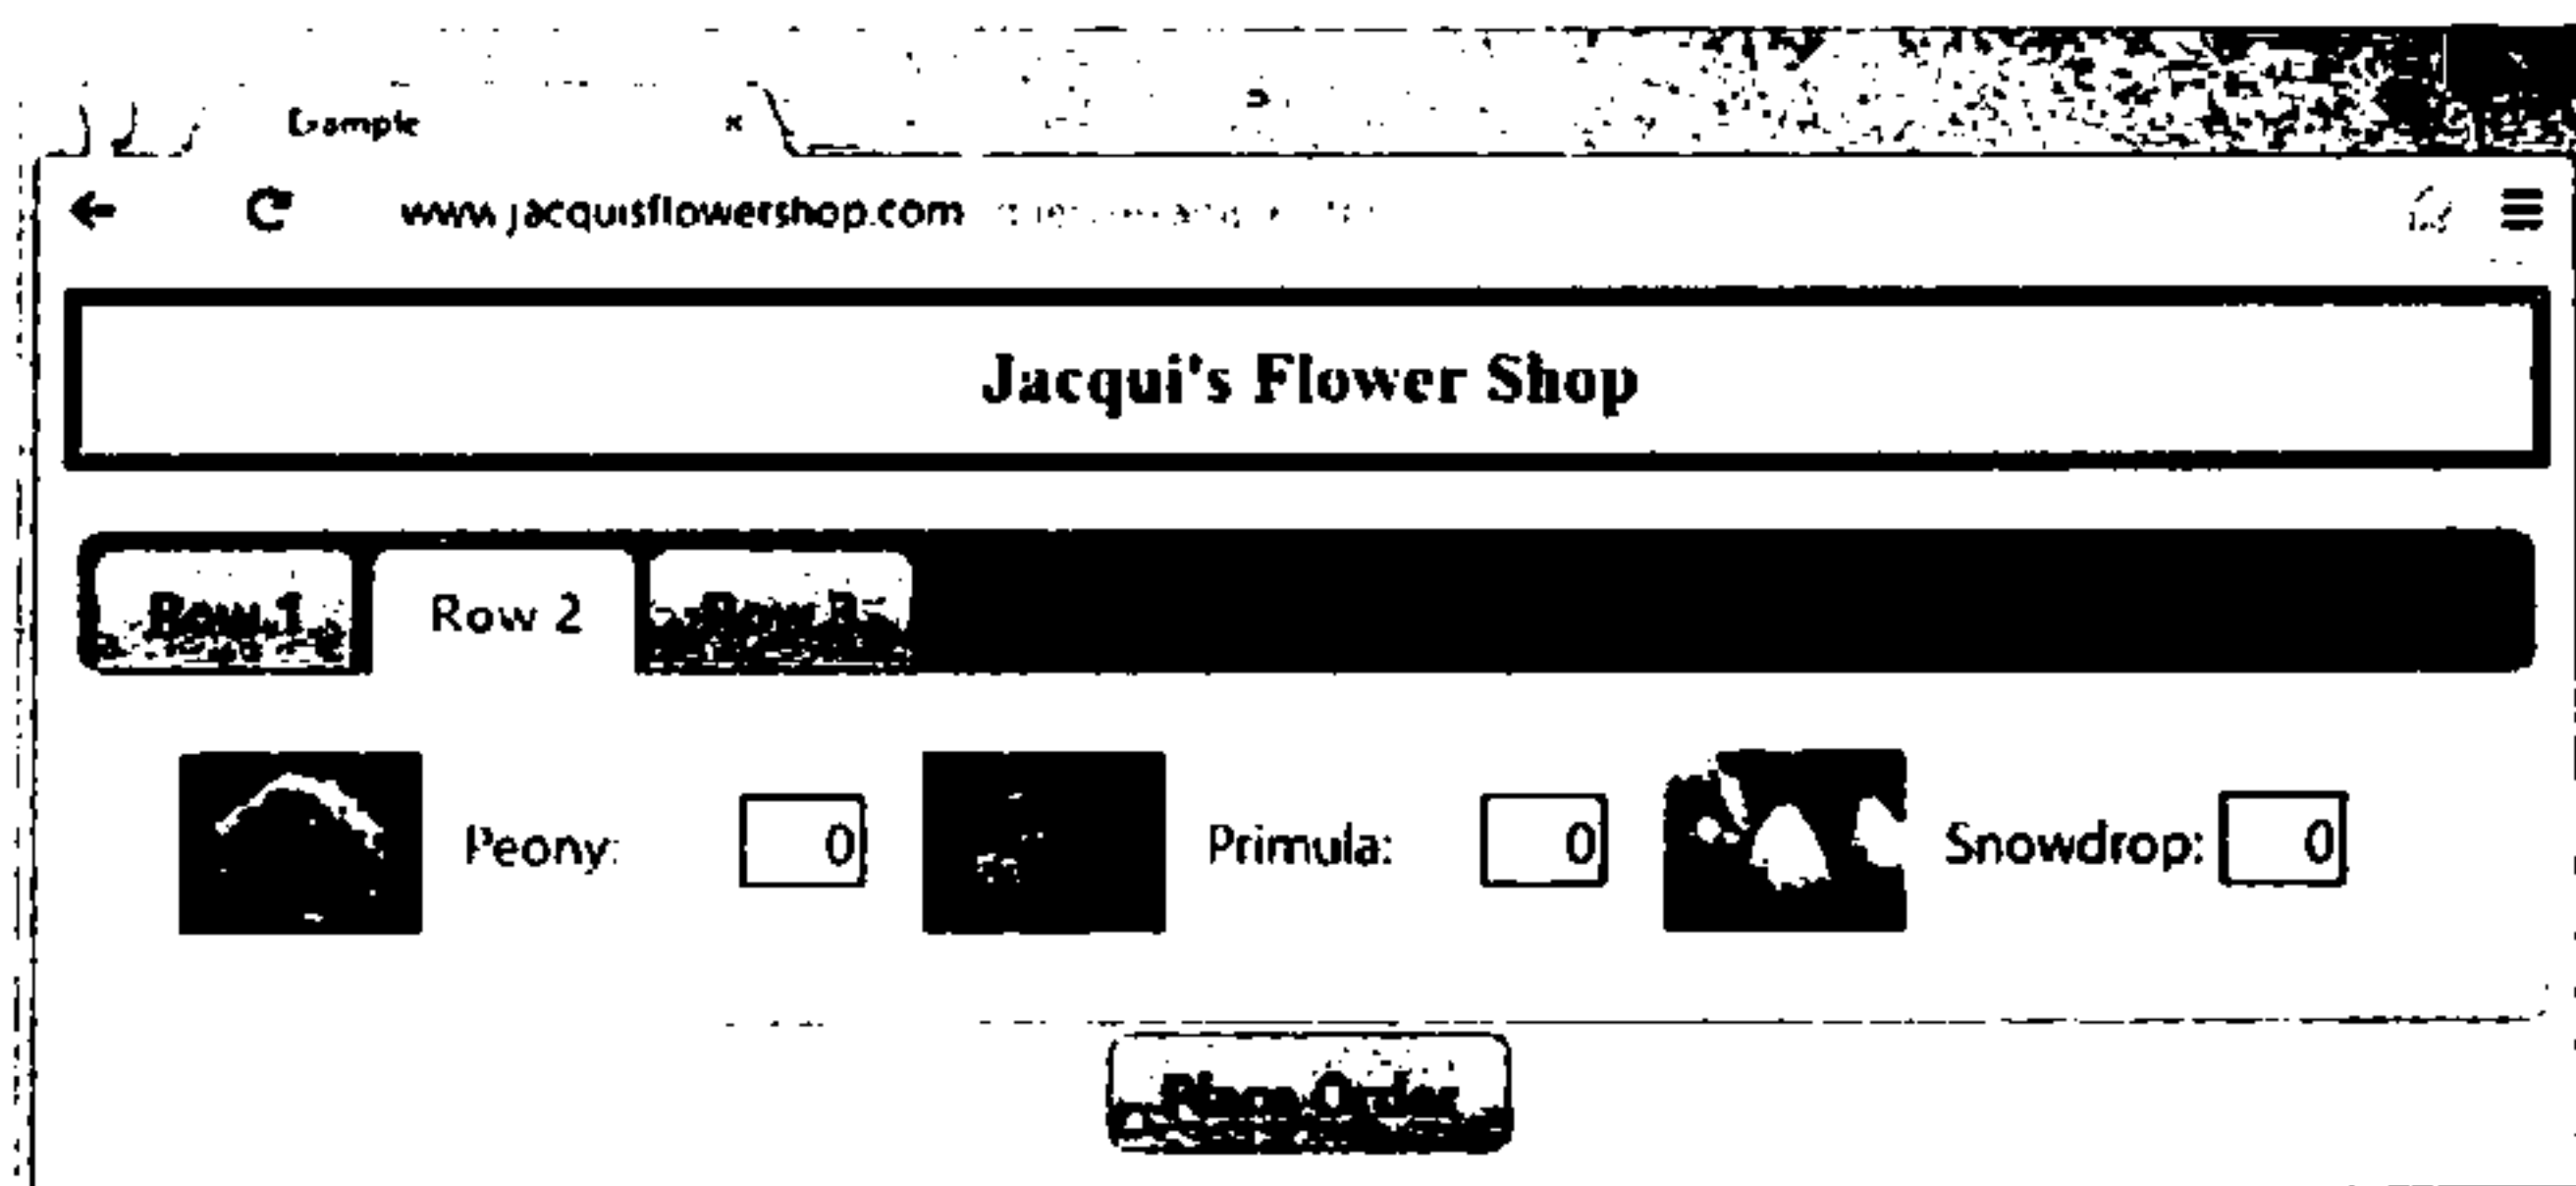 Example ×
www.jacquisflowershop.com
Jacqui's Flower Shop
Row 1 Row 2 Row 3
Peony: 0 Primula: 0 Snowdrop: 0
Place Order